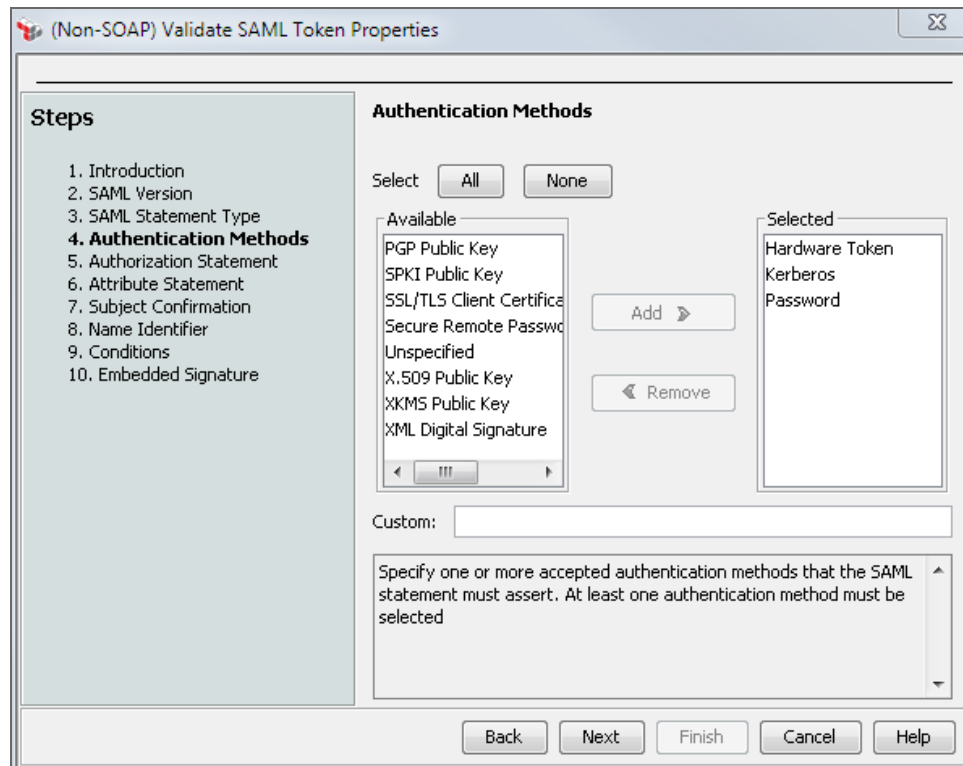 (Non-SOAP) Validate SAML Token Properties
Steps
1. Introduction
2. SAML Version
3. SAML Statement Type
4. Authentication Methods
5. Authorization Statement
6. Attribute Statement
7. Subject Confirmation
8. Name Identifier
9. Conditions
10. Embedded Signature
Authentication Methods
Select All None
Available
PGP Public Key
SPKI Public Key
SSL/TLS Client Certifica
Secure Remote Passwo
Unspecified
X.509 Public Key
XKMS Public Key
XML Digital Signature
Add
Remove
Selected
Hardware Token
Kerberos
Password
Custom:
Specify one or more accepted authentication methods that the SAML
statement must assert. At least one authentication method must be
selected
Back Next Finish Cancel Help